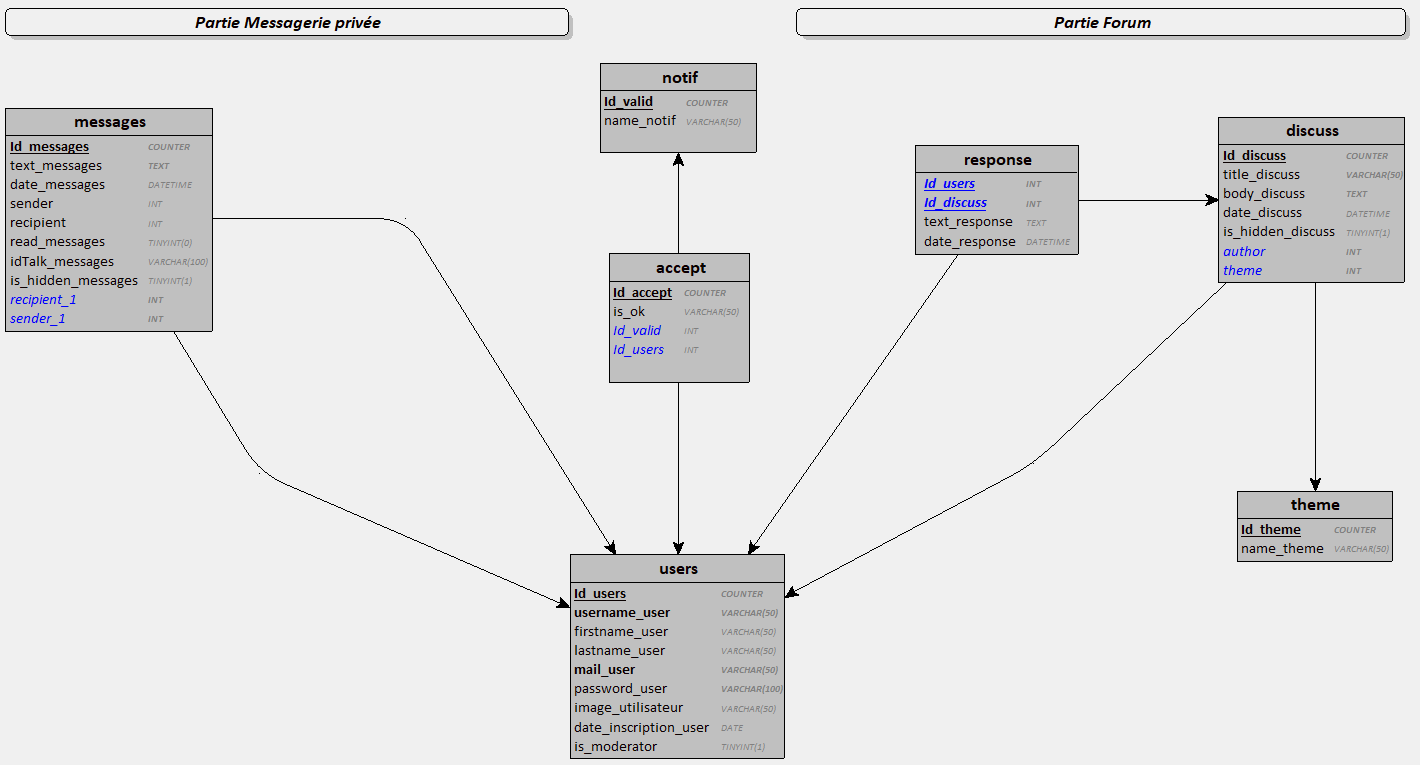 Partie Messagerie privée
Partie Forum
notif
Id_valid COUNTER
name_notif VARCHAR(50)
messages
Id_messages COUNTER
text_messages TEXT
date_messages DATETIME
sender INT
recipient INT
read_messages TINYINT(0)
idTalk_messages VARCHAR(100)
is_hidden_messages TINYINT(1)
recipient_1 INT
sender_1 INT
accept
Id_accept COUNTER
is_ok VARCHAR(50)
Id_valid INT
Id_users INT
response
Id_users INT
Id_discuss INT
text_response TEXT
date_response DATETIME
discuss
Id_discuss COUNTER
title_discuss VARCHAR(50)
body_discuss TEXT
date_discuss DATETIME
is_hidden_discuss TINYINT(1)
author INT
theme INT
theme
Id_theme COUNTER
name_theme VARCHAR(50)
users
Id_users COUNTER
username_user VARCHAR(50)
firstname_user VARCHAR(50)
lastname_user VARCHAR(50)
mail_user VARCHAR(50)
password_user VARCHAR(100)
image_utilisateur VARCHAR(50)
date_inscription_user DATE
is_moderator TINYINT(1)